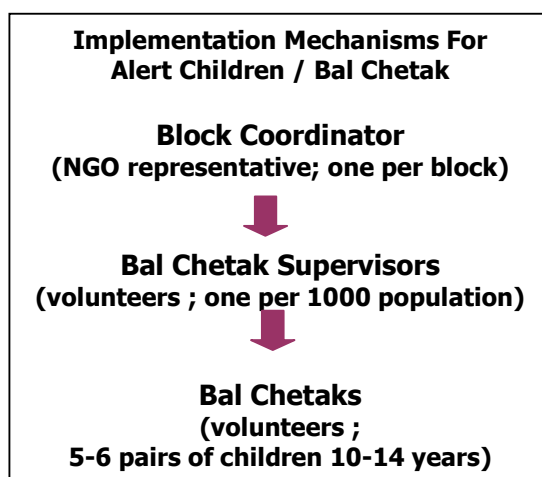 Implementation Mechanisms For
Alert Children / Bal Chetak
Block Coordinator
(NGO representative; one per block)
Bal Chetak Supervisors
(volunteers ; one per 1000 population)
Bal Chetaks
(volunteers ;
5-6 pairs of children 10-14 years)